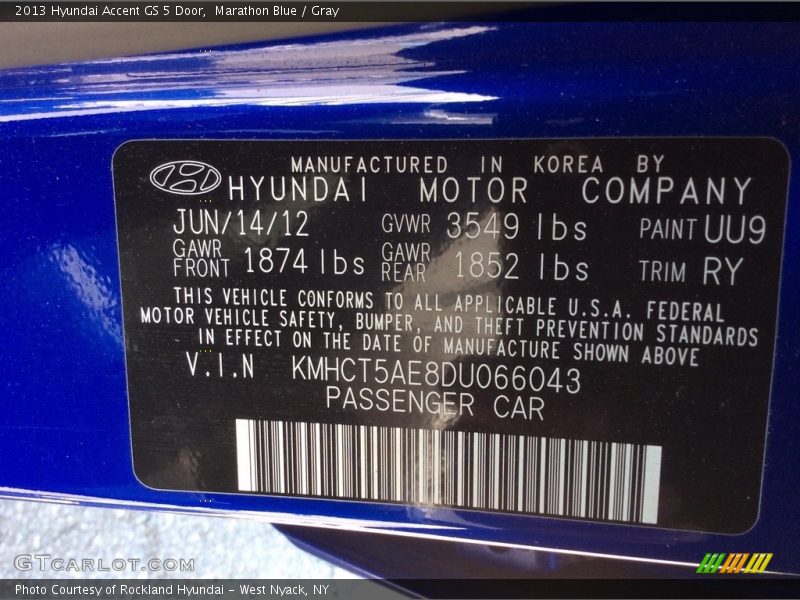 2013 Hyundai Accent GS 5 Door, Marathon Blue / Gray
MANUFACTURED IN KOREA BY
HYUNDAI MOTOR COMPANY
JUN/14/12 GVWR 3549 lbs PAINT UU9
GAWR FRONT 1874 lbs GAWR REAR 1852 lbs TRIM RY
THIS VEHICLE CONFORMS TO ALL APPLICABLE U.S.A. FEDERAL
MOTOR VEHICLE SAFETY, BUMPER, AND THEFT PREVENTION STANDARDS
IN EFFECT ON THE DATE OF MANUFACTURE SHOWN ABOVE
V.I.N KMHCT5AE8DU066043
PASSENGER CAR
GTCARLOT.COM
Photo Courtesy of Rockland Hyundai - West Nyack, NY